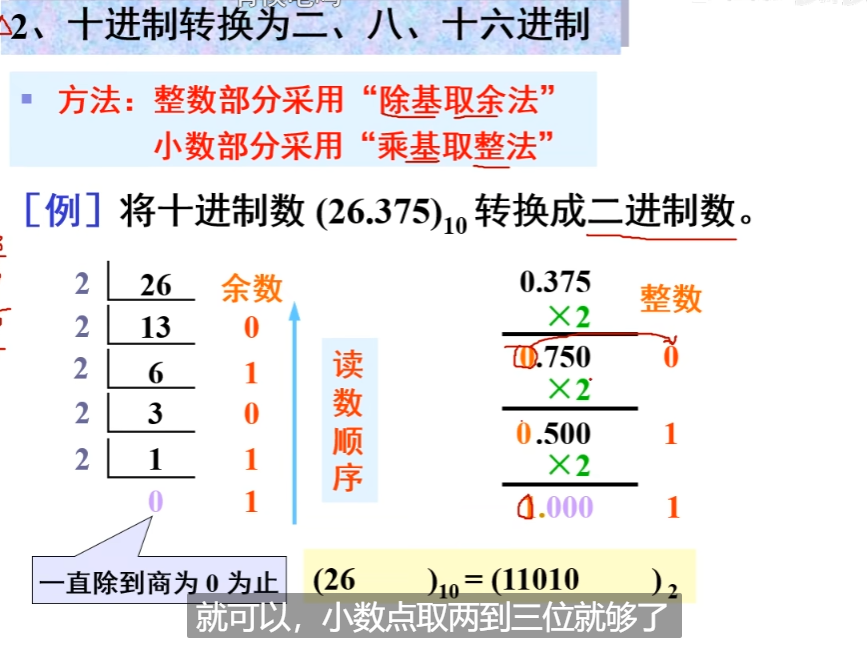 2、十进制转换为二、八、十六进制
方法：整数部分采用“除基取余法”
小数部分采用“乘基取整法”
［例］将十进制数 (26.375)10 转换成二进制数。
2 26 余数
2 13 0
2 6 1
2 3 0
2 1 1
0 1
读数顺序
一直除到商为 0 为止
0.375
×2 整数
0.750 0
×2
0.500 1
×2
1.000 1
(26 )10 = (11010 )2
就可以，小数点取两到三位就够了